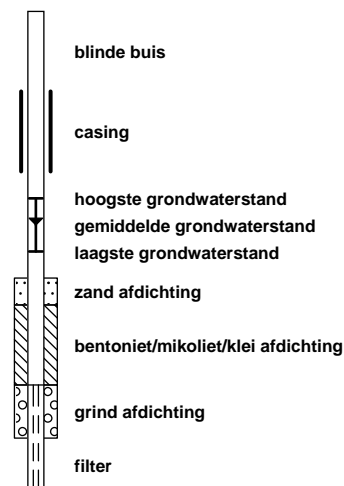 blinde buis
casing
hoogste grondwaterstand
gemiddelde grondwaterstand
laagste grondwaterstand
zand afdichting
bentoniet/mikoliet/klei afdichting
grind afdichting
filter